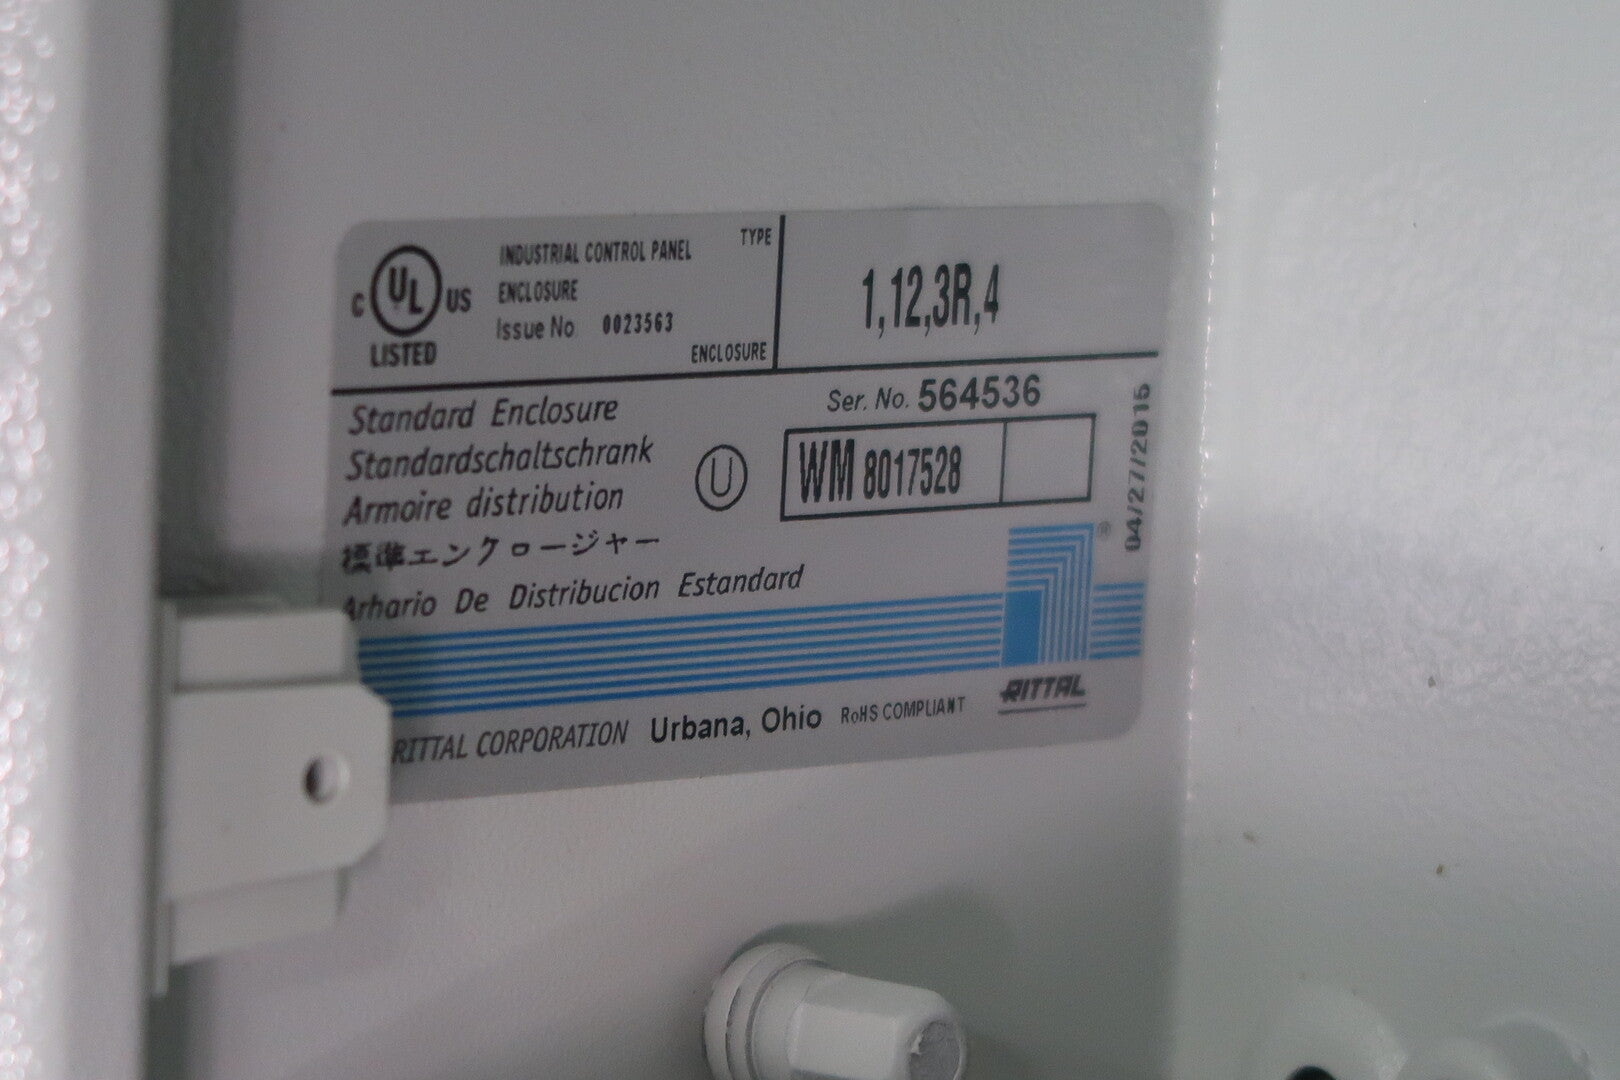 C UL US
LISTED
INDUSTRIAL CONTROL PANEL
ENCLOSURE
Issue No 0023563
TYPE
ENCLOSURE
1,12,3R,4
Standard Enclosure
Standardschaltschrank
Armoire distribution
標準エンクロージャー
Arhario De Distribucion Estandard
U
Ser. No. 564536
WM 8017528
04/27/2015
®
RITTAL
RITTAL CORPORATION Urbana, Ohio RoHS COMPLIANT